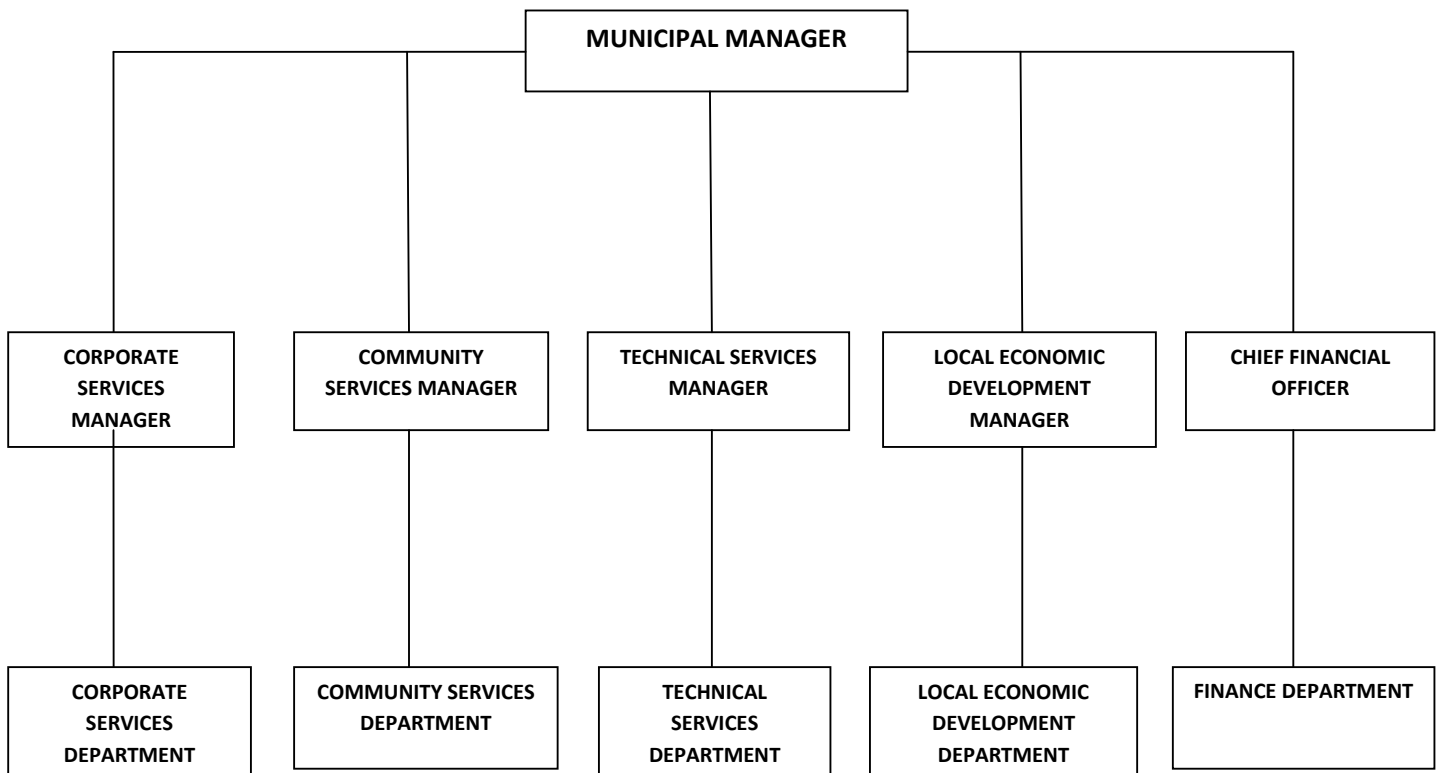 MUNICIPAL MANAGER
CORPORATE
SERVICES
MANAGER
COMMUNITY
SERVICES MANAGER
TECHNICAL SERVICES
MANAGER
LOCAL ECONOMIC
DEVELOPMENT
MANAGER
CHIEF FINANCIAL
OFFICER
CORPORATE
SERVICES
DEPARTMENT
COMMUNITY SERVICES
DEPARTMENT
TECHNICAL
SERVICES
DEPARTMENT
LOCAL ECONOMIC
DEVELOPMENT
DEPARTMENT
FINANCE DEPARTMENT